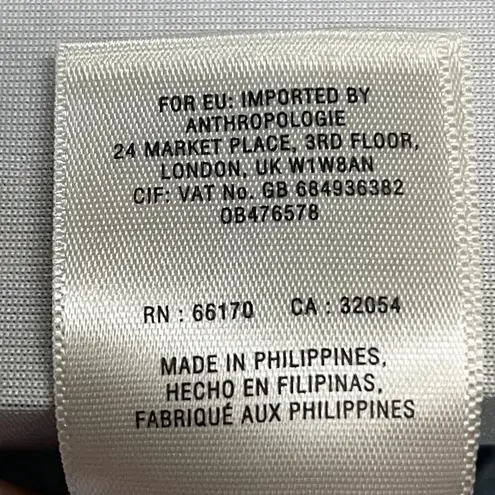 FOR EU: IMPORTED BY
ANTHROPOLOGIE
24 MARKET PLACE, 3RD FLOOR,
LONDON, UK W1W8AN
CIF: VAT No. GB 684936382
OB476578
RN : 66170 CA : 32054
MADE IN PHILIPPINES,
HECHO EN FILIPINAS,
FABRIQUÉ AUX PHILIPPINES